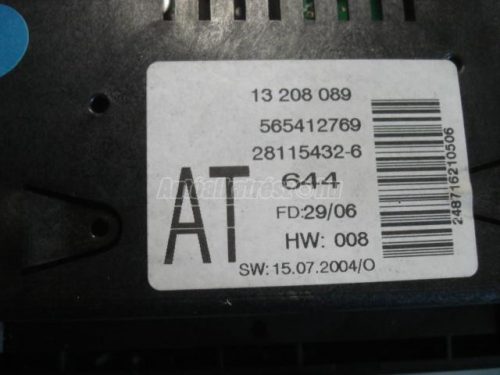 13 208 089
565412769
28115432-6
644
AT
FD:29/06
HW: 008
SW: 15.07.2004/O
248716210506